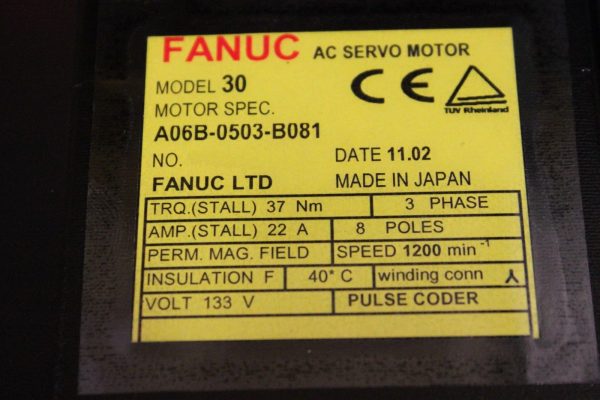 FANUC AC SERVO MOTOR
MODEL 30
MOTOR SPEC.
CE
TUV Rheinland
A06B-0503-B081
NO. DATE 11.02
FANUC LTD MADE IN JAPAN
TRQ.(STALL) 37 Nm 3 PHASE
AMP.(STALL) 22 A 8 POLES
PERM. MAG. FIELD SPEED 1200 min⁻¹
INSULATION F 40° C winding conn ⅄
VOLT 133 V PULSE CODER